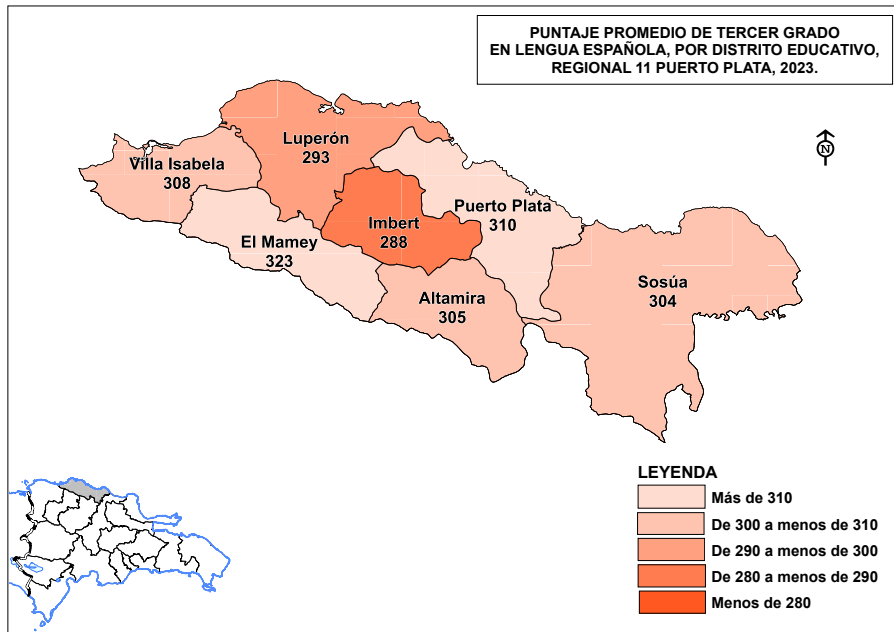 PUNTAJE PROMEDIO DE TERCER GRADO
EN LENGUA ESPAÑOLA, POR DISTRITO EDUCATIVO,
REGIONAL 11 PUERTO PLATA, 2023.
N
Luperón
293
Villa Isabela
308
Puerto Plata
310
Imbert
288
El Mamey
323
Altamira
305
Sosúa
304
LEYENDA
Más de 310
De 300 a menos de 310
De 290 a menos de 300
De 280 a menos de 290
Menos de 280